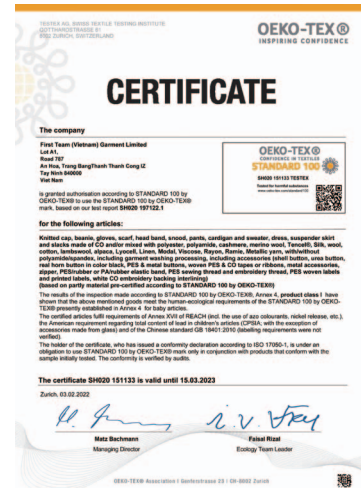 TESTEX AG, SWISS TEXTILE TESTING INSTITUTE
GOTTHARDSTRASSE 61
8002 ZURICH, SWITZERLAND
OEKO-TEX®
INSPIRING CONFIDENCE
CERTIFICATE
The company
First Team (Vietnam) Garment Limited
Lot A1,
Road 787
An Hoa, Trang BangThanh Thanh Cong IZ
Tay Ninh 840000
Viet Nam
OEKO-TEX®
CONFIDENCE IN TEXTILES
STANDARD 100
SH020 151133 TESTEX
Tested for harmful substances
www.oeko-tex.com/standard100
is granted authorisation according to STANDARD 100 by
OEKO-TEX® to use the STANDARD 100 by OEKO-TEX®
mark, based on our test report SH020 197122.1
for the following articles:
Knitted cap, beanie, gloves, scarf, head band, snood, pants, cardigan and sweater, dress, suspender skirt
and slacks made of CO and/or mixed with polyester, polyamide, cashmere, merino wool, Tencel®, Silk, wool,
cotton, lambswool, alpaca, Lyocell, Linen, Modal, Viscose, Rayon, Ramie, Metallic yarn, with/without
polyamide/spandex, including garment washing processing, including accessories (shell button, urea button,
real horn button in color black, PES & metal buttons, woven PES & CO tapes or ribbons, metal accessories,
zipper, PES/rubber or PA/rubber elastic band, PES sewing thread and embroidery thread, PES woven labels
and printed labels, white CO embroidery backing interlining)
(based on partly material pre-certified according to STANDARD 100 by OEKO-TEX®)
The results of the inspection made according to STANDARD 100 by OEKO-TEX®, Annex 4, product class I have
shown that the above mentioned goods meet the human-ecological requirements of the STANDARD 100 by OEKO-
TEX® presently established in Annex 4 for baby articles.
The certified articles fulfil requirements of Annex XVII of REACH (incl. the use of azo colourants, nickel release, etc.),
the American requirement regarding total content of lead in children's articles (CPSIA; with the exception of
accessories made from glass) and of the Chinese standard GB 18401:2010 (labelling requirements were not
verified).
The holder of the certificate, who has issued a conformity declaration according to ISO 17050-1, is under an
obligation to use STANDARD 100 by OEKO-TEX® mark only in conjunction with products that conform with the
sample initially tested. The conformity is verified by audits.
The certificate SH020 151133 is valid until 15.03.2023
Zurich, 03.02.2022
Matz Bachmann
Managing Director
Faisal Rizal
Ecology Team Leader
OEKO-TEX® Association | Genferstrasse 23 | CH-8002 Zurich